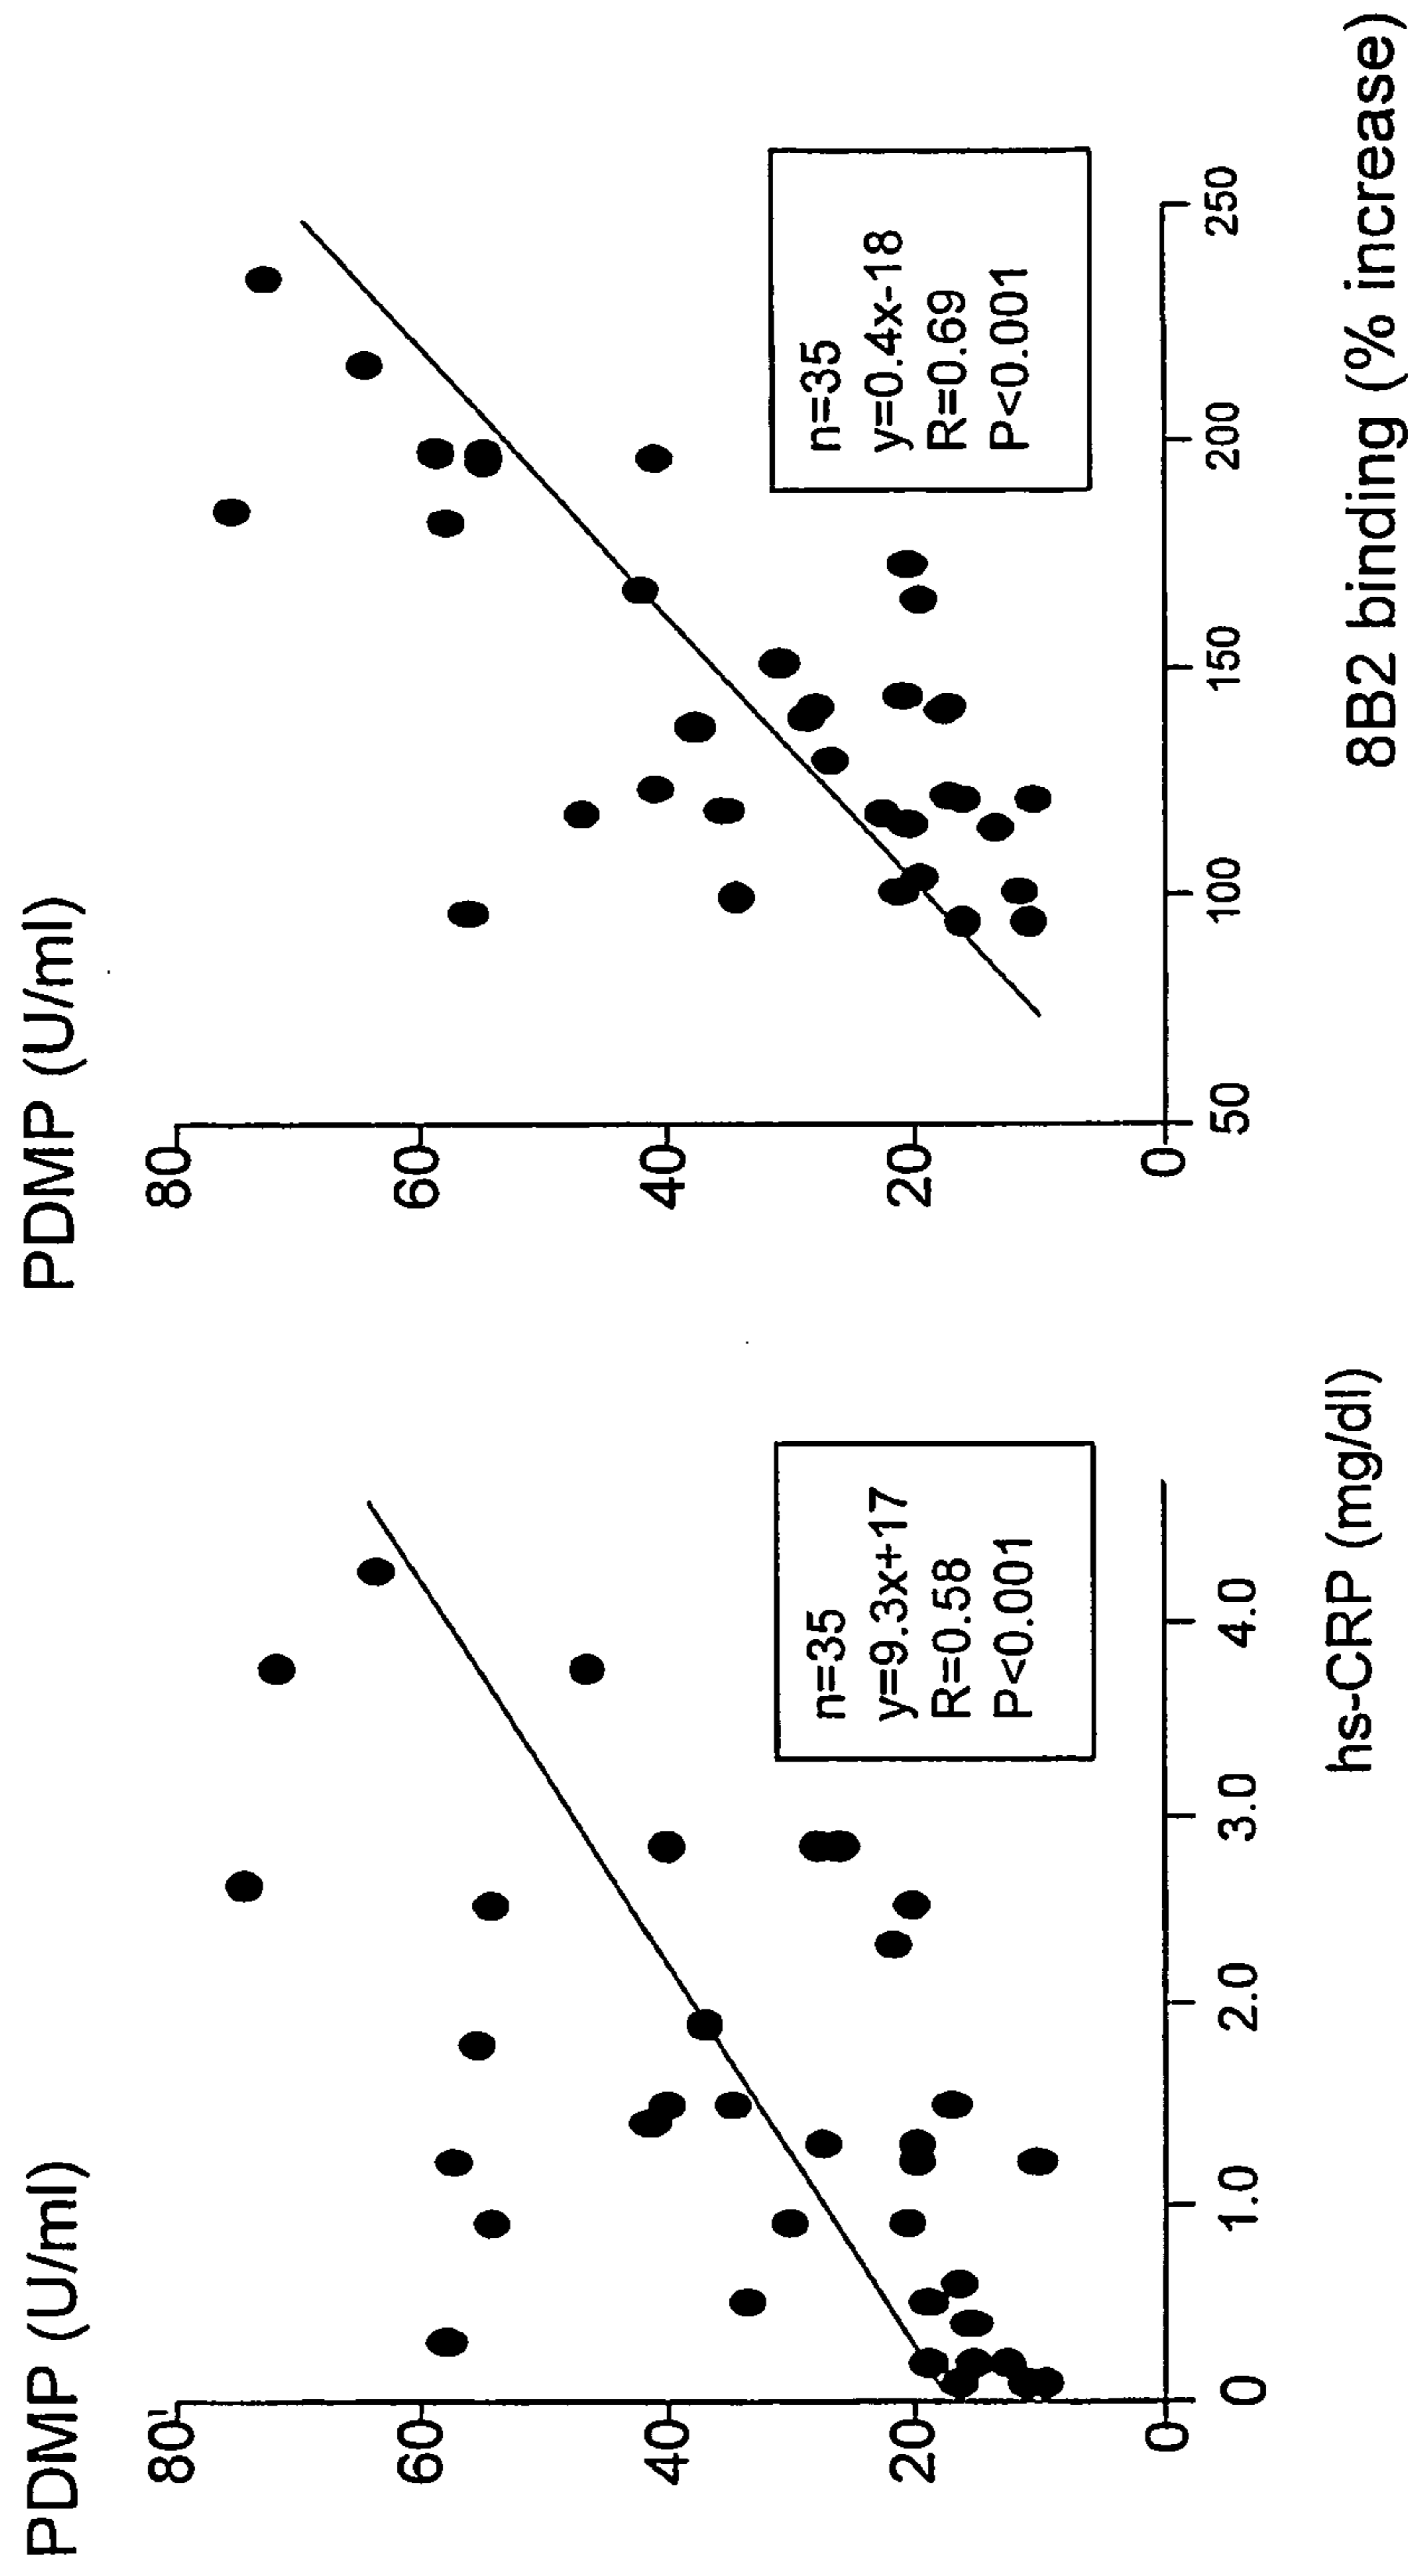 PDMP (U/ml)
80
60
40
20
0
0
1.0
2.0
3.0
4.0
hs-CRP (mg/dl)
n=35
y=9.3x+17
R=0.58
P<0.001
PDMP (U/ml)
80
60
40
20
0
50
100
150
200
250
8B2 binding (% increase)
n=35
y=0.4x-18
R=0.69
P<0.001